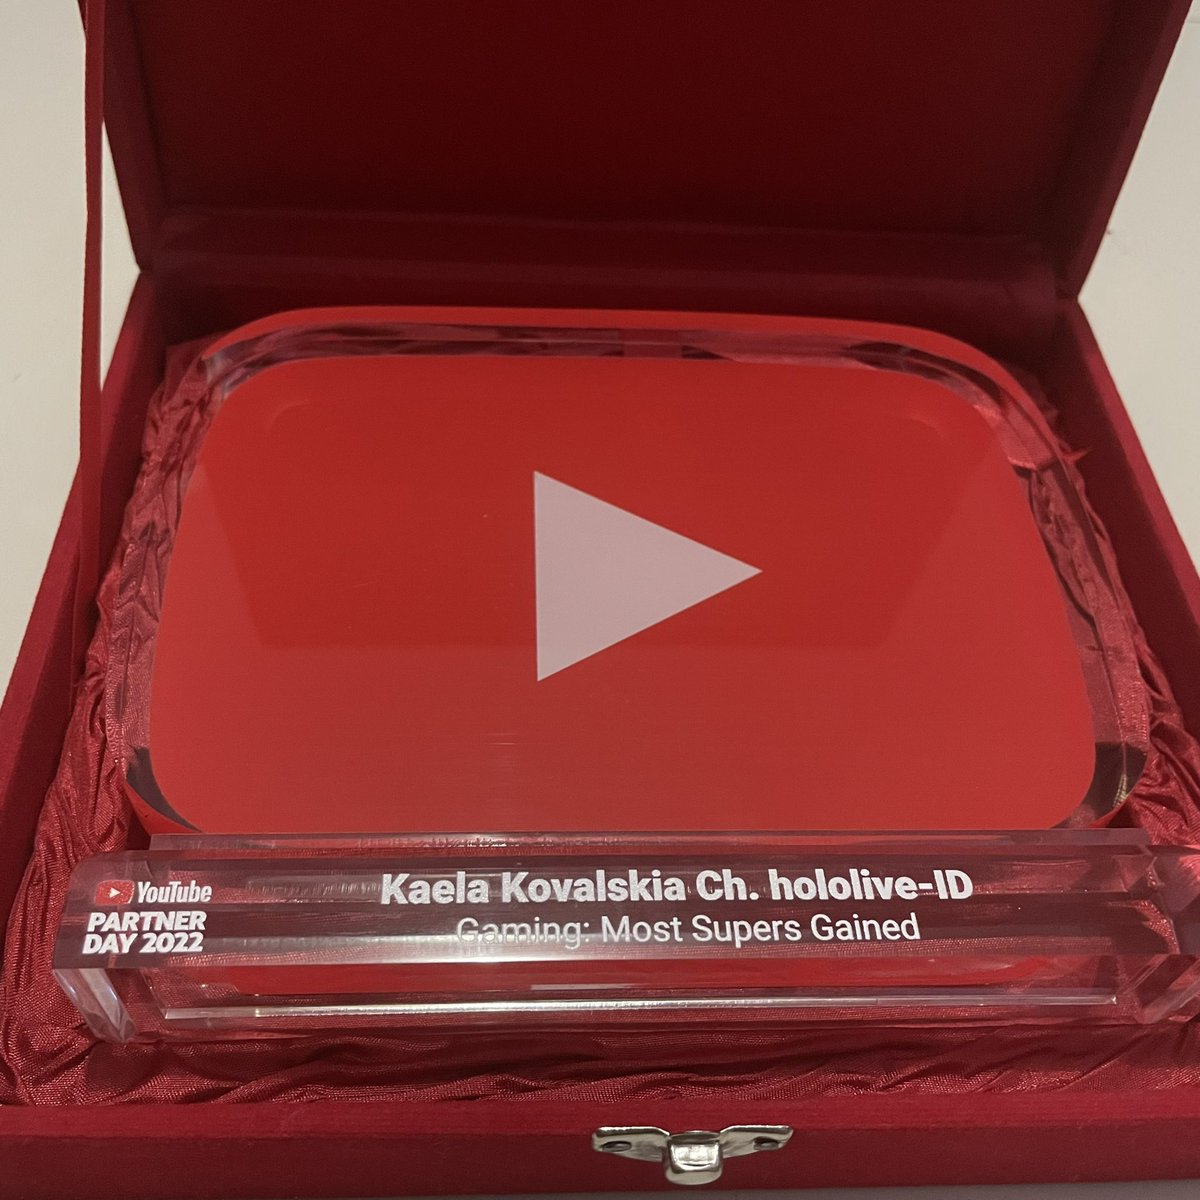 YouTube
PARTNER
DAY 2022
Kaela Kovalskia Ch. hololive-ID
Gaming: Most Supers Gained